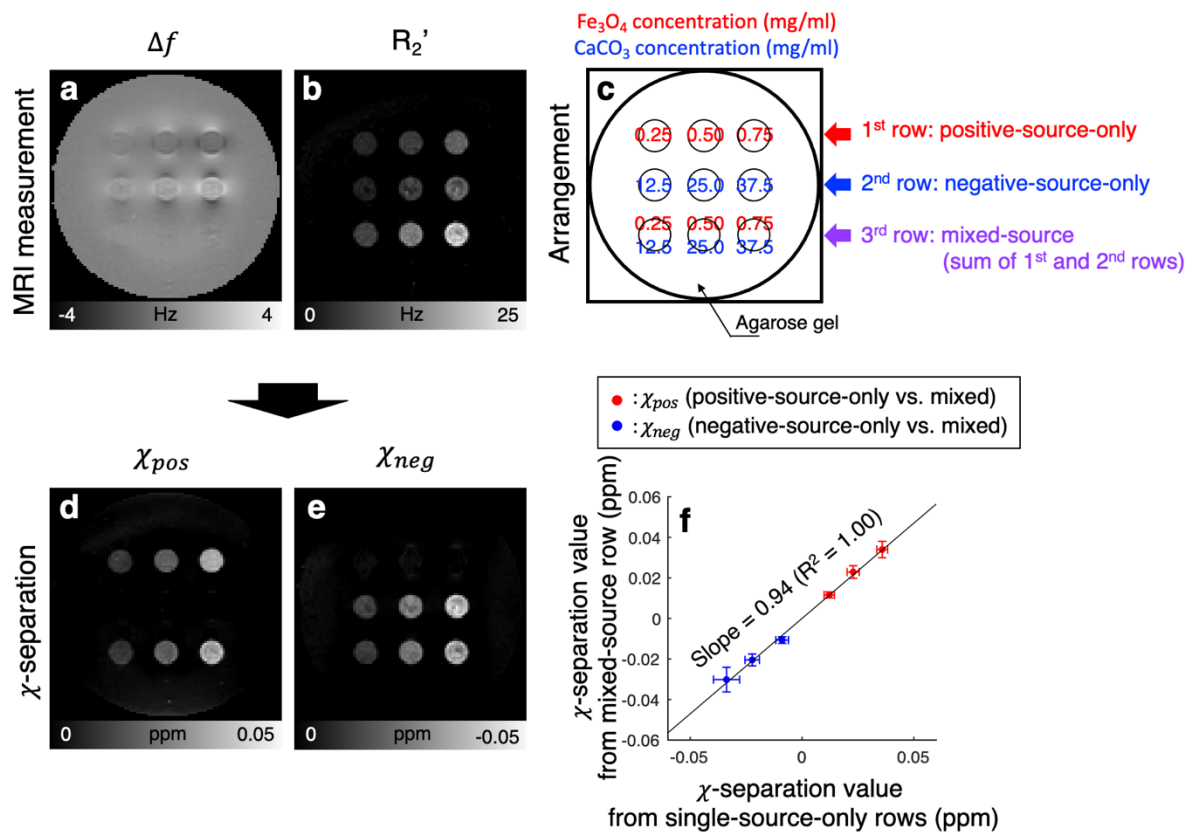 Δf
R₂’
Fe₃O₄ concentration (mg/ml)
CaCO₃ concentration (mg/ml)
MRI measurement
a
-4 Hz 4
b
0 Hz 25
Arrangement
c
0.25 0.50 0.75
12.5 25.0 37.5
0.25 0.50 0.75
12.5 25.0 37.5
Agarose gel
1st row: positive-source-only
2nd row: negative-source-only
3rd row: mixed-source
(sum of 1st and 2nd rows)
χpos
χneg
χ-separation
d
0 ppm 0.05
e
0 ppm -0.05
: χpos (positive-source-only vs. mixed)
: χneg (negative-source-only vs. mixed)
χ-separation value
from mixed-source row (ppm)
f
0.06
0.04
0.02
0
-0.02
-0.04
-0.06
Slope = 0.94 (R² = 1.00)
-0.05 0 0.05
χ-separation value
from single-source-only rows (ppm)